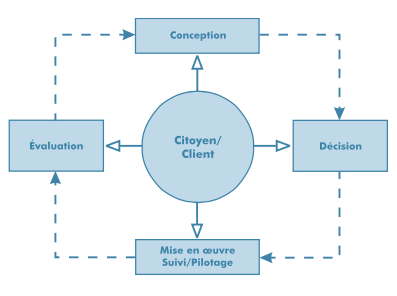 Conception
Évaluation
Citoyen/
Client
Décision
Mise en œuvre
Suivi/Pilotage